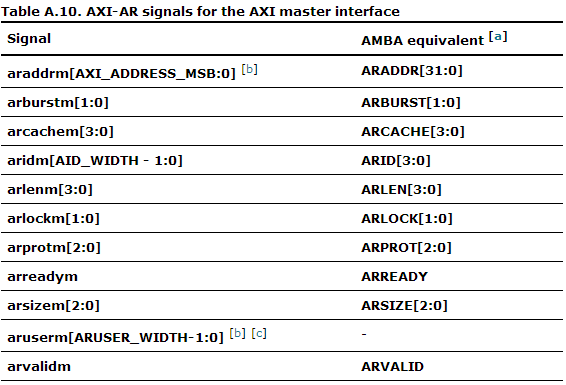 Table A.10. AXI-AR signals for the AXI master interface
Signal AMBA equivalent [a]
araddrm[AXI_ADDRESS_MSB:0] [b] ARADDR[31:0]
arburstm[1:0] ARBURST[1:0]
arcachem[3:0] ARCACHE[3:0]
aridm[AID_WIDTH - 1:0] ARID[3:0]
arlenm[3:0] ARLEN[3:0]
arlockm[1:0] ARLOCK[1:0]
arprotm[2:0] ARPROT[2:0]
arreadym ARREADY
arsizem[2:0] ARSIZE[2:0]
aruserm[ARUSER_WIDTH-1:0] [b] [c] -
arvalidm ARVALID